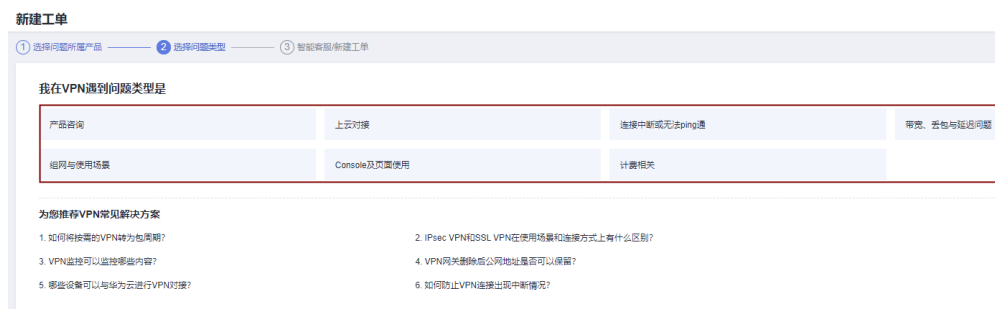 新建工单
1 选择问题所属产品 2 选择问题类型 3 智能客服/新建工单
我在VPN遇到问题类型是
产品咨询 上云对接 连接中断或无法ping通 带宽、丢包与延迟问题
组网与使用场景 Console及页面使用 计费相关
为您推荐VPN常见解决方案
1. 如何将按需的VPN转为包周期? 2. IPsec VPN和SSL VPN在使用场景和连接方式上有什么区别?
3. VPN监控可以监控哪些内容? 4. VPN网关删除后公网地址是否可以保留?
5. 哪些设备可以与华为云进行VPN对接? 6. 如何防止VPN连接出现中断情况?